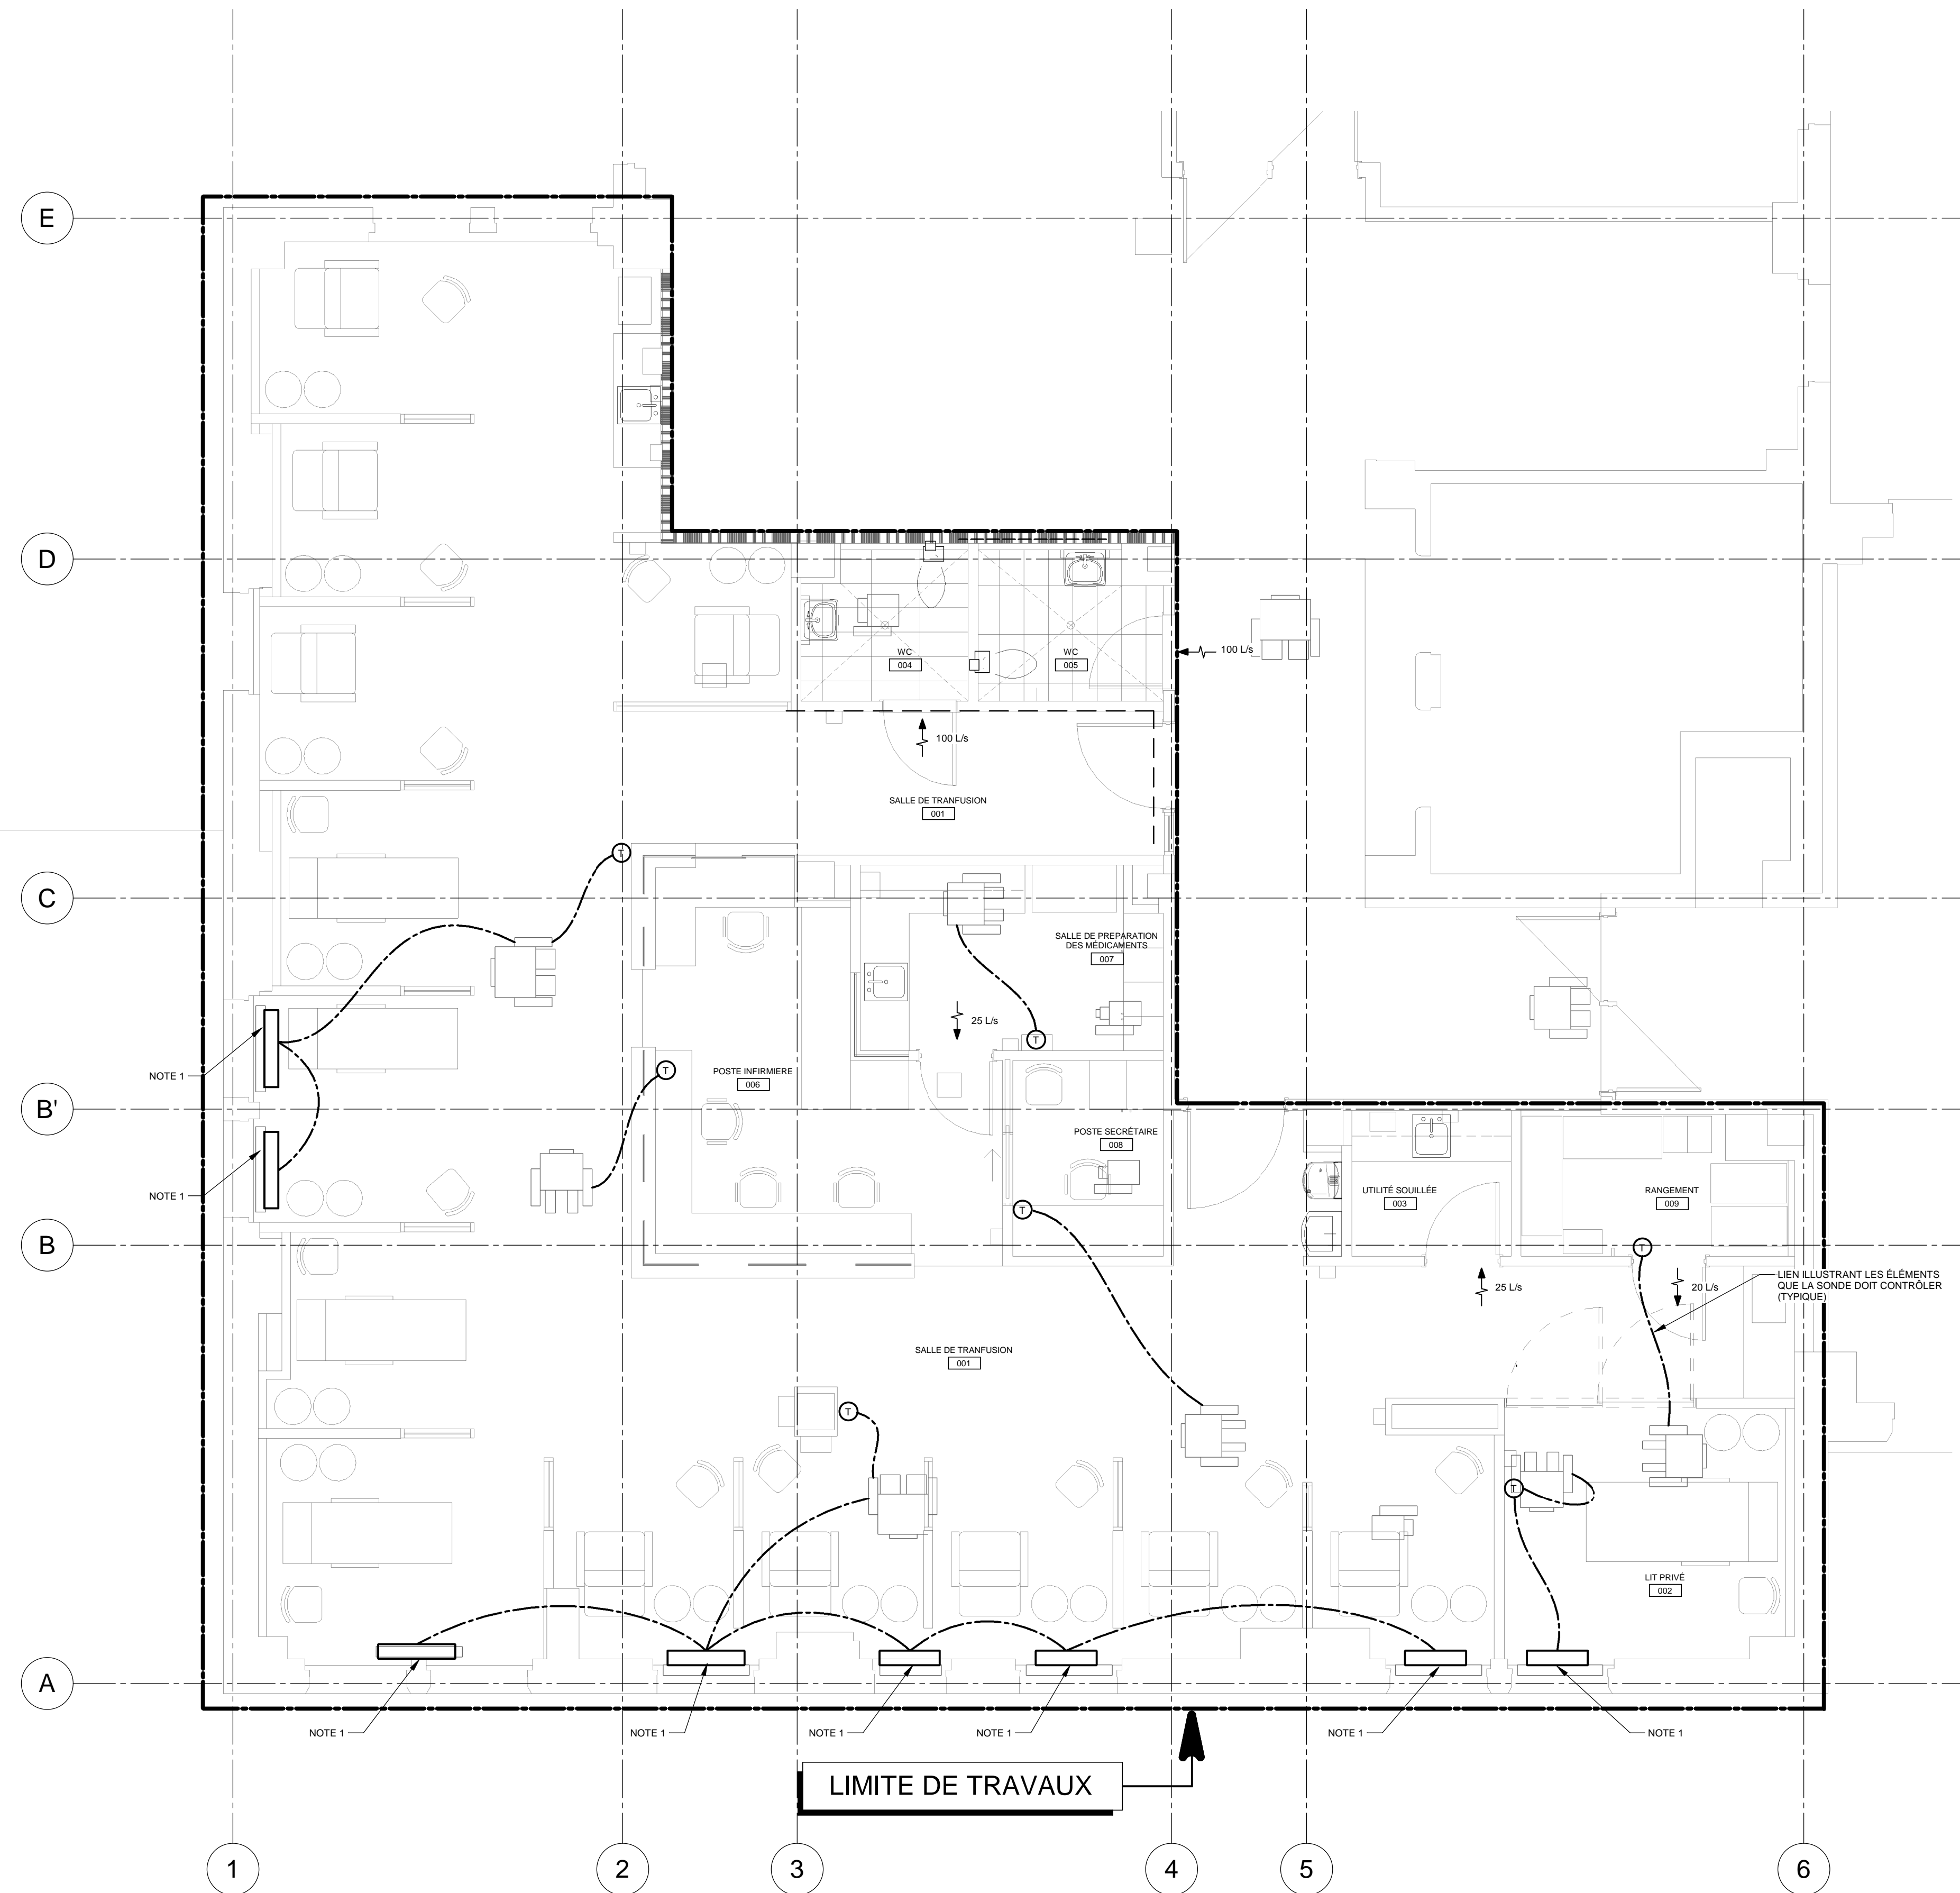 E
D
WC
004
WC
005
100 L/s
100 L/s
SALLE DE TRANFUSION
001
T
C
SALLE DE PREPARATION
DES MÉDICAMENTS
007
25 L/s
T
T
POSTE INFIRMIERE
006
NOTE 1
B'
POSTE SECRÉTAIRE
008
NOTE 1
UTILITÉ SOUILLÉE
003
RANGEMENT
009
T
B
T
LIEN ILLUSTRANT LES ÉLÉMENTS
QUE LA SONDE DOIT CONTRÔLER
(TYPIQUE)
25 L/s
20 L/s
SALLE DE TRANFUSION
001
T
T
LIT PRIVÉ
002
A
NOTE 1
NOTE 1
NOTE 1
NOTE 1
NOTE 1
NOTE 1
LIMITE DE TRAVAUX
1
2
3
4
5
6